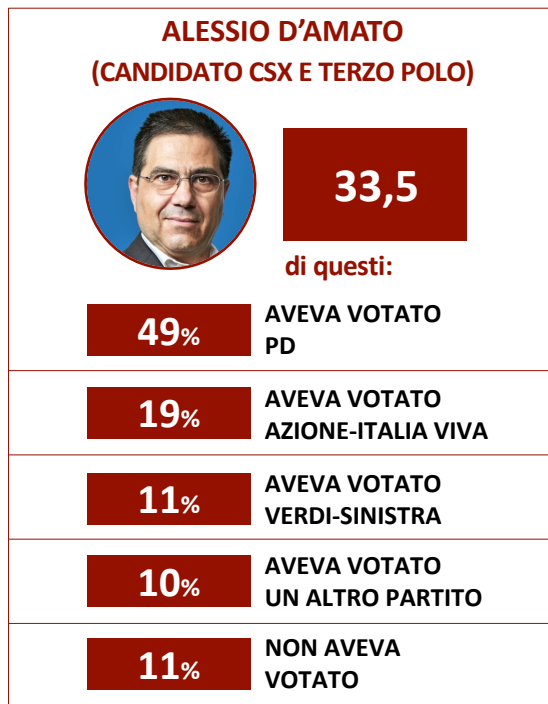 ALESSIO D’AMATO
(CANDIDATO CSX E TERZO POLO)
33,5
di questi:
49%
AVEVA VOTATO
PD
19%
AVEVA VOTATO
AZIONE-ITALIA VIVA
11%
AVEVA VOTATO
VERDI-SINISTRA
10%
AVEVA VOTATO
UN ALTRO PARTITO
11%
NON AVEVA
VOTATO